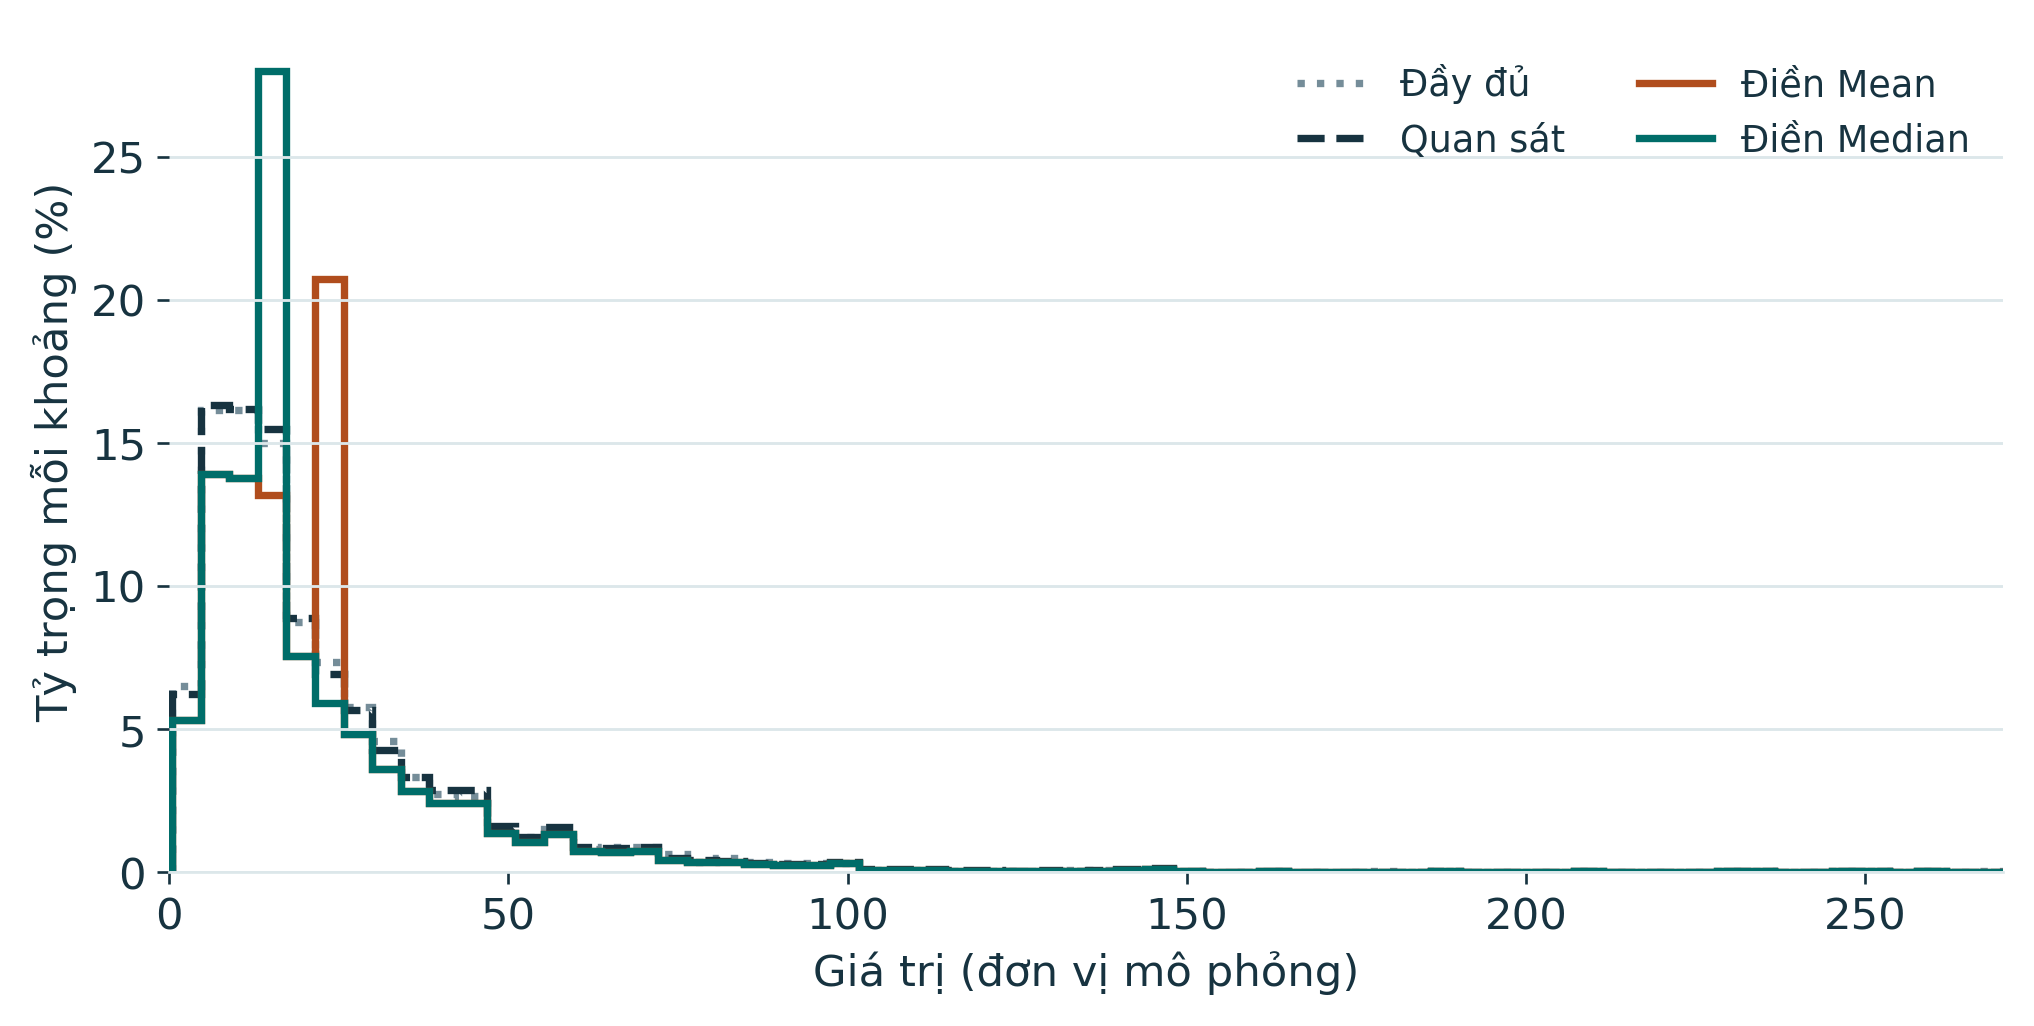 Đầy đủ
Quan sát
Điền Mean
Điền Median
Tỷ trọng mỗi khoảng (%)
25
20
15
10
5
0
0 50 100 150 200 250
Giá trị (đơn vị mô phỏng)